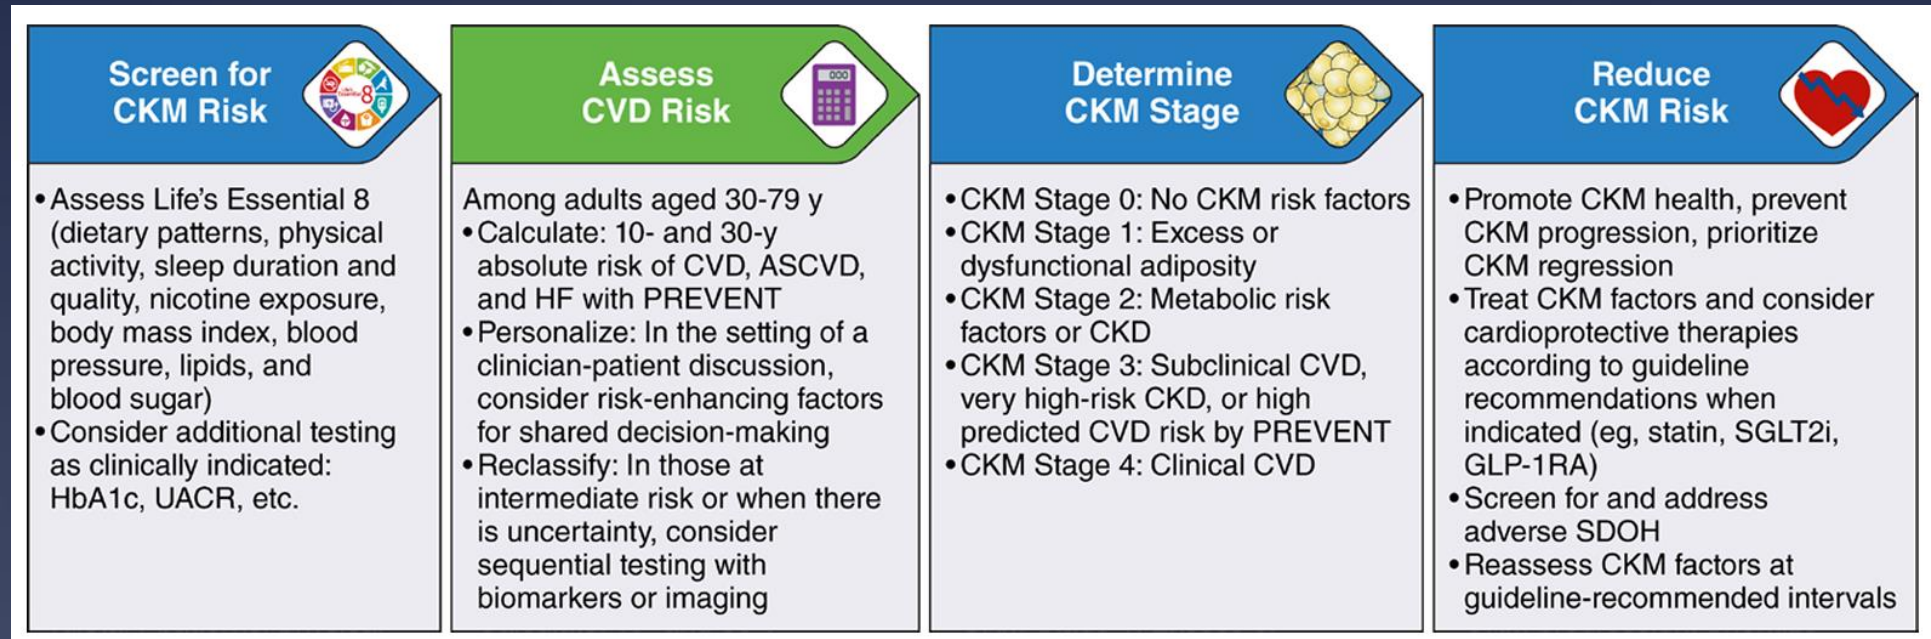 Screen for
CKM Risk
8
• Assess Life's Essential 8
(dietary patterns, physical
activity, sleep duration and
quality, nicotine exposure,
body mass index, blood
pressure, lipids, and
blood sugar)
• Consider additional testing
as clinically indicated:
HbA1c, UACR, etc.
Assess
CVD Risk
000
Among adults aged 30-79 y
• Calculate: 10- and 30-y
absolute risk of CVD, ASCVD,
and HF with PREVENT
• Personalize: In the setting of a
clinician-patient discussion,
consider risk-enhancing factors
for shared decision-making
• Reclassify: In those at
intermediate risk or when there
is uncertainty, consider
sequential testing with
biomarkers or imaging
Determine
CKM Stage
• CKM Stage 0: No CKM risk factors
• CKM Stage 1: Excess or
dysfunctional adiposity
• CKM Stage 2: Metabolic risk
factors or CKD
• CKM Stage 3: Subclinical CVD,
very high-risk CKD, or high
predicted CVD risk by PREVENT
• CKM Stage 4: Clinical CVD
Reduce
CKM Risk
• Promote CKM health, prevent
CKM progression, prioritize
CKM regression
• Treat CKM factors and consider
cardioprotective therapies
according to guideline
recommendations when
indicated (eg, statin, SGLT2i,
GLP-1RA)
• Screen for and address
adverse SDOH
• Reassess CKM factors at
guideline-recommended intervals